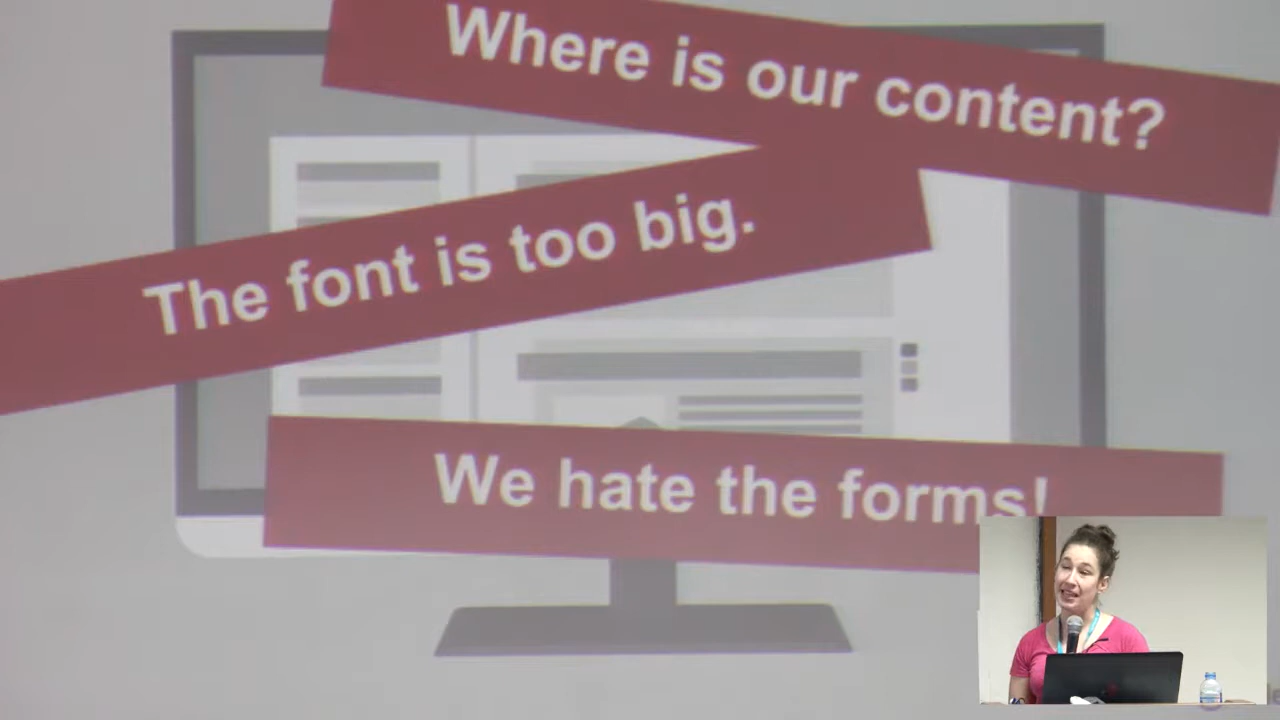 Where is our content?
The font is too big.
We hate the forms!